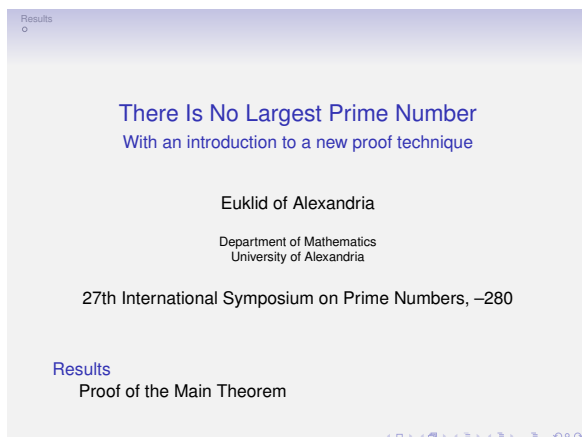 Results
There Is No Largest Prime Number
With an introduction to a new proof technique
Euklid of Alexandria
Department of Mathematics
University of Alexandria
27th International Symposium on Prime Numbers, –280
Results
Proof of the Main Theorem